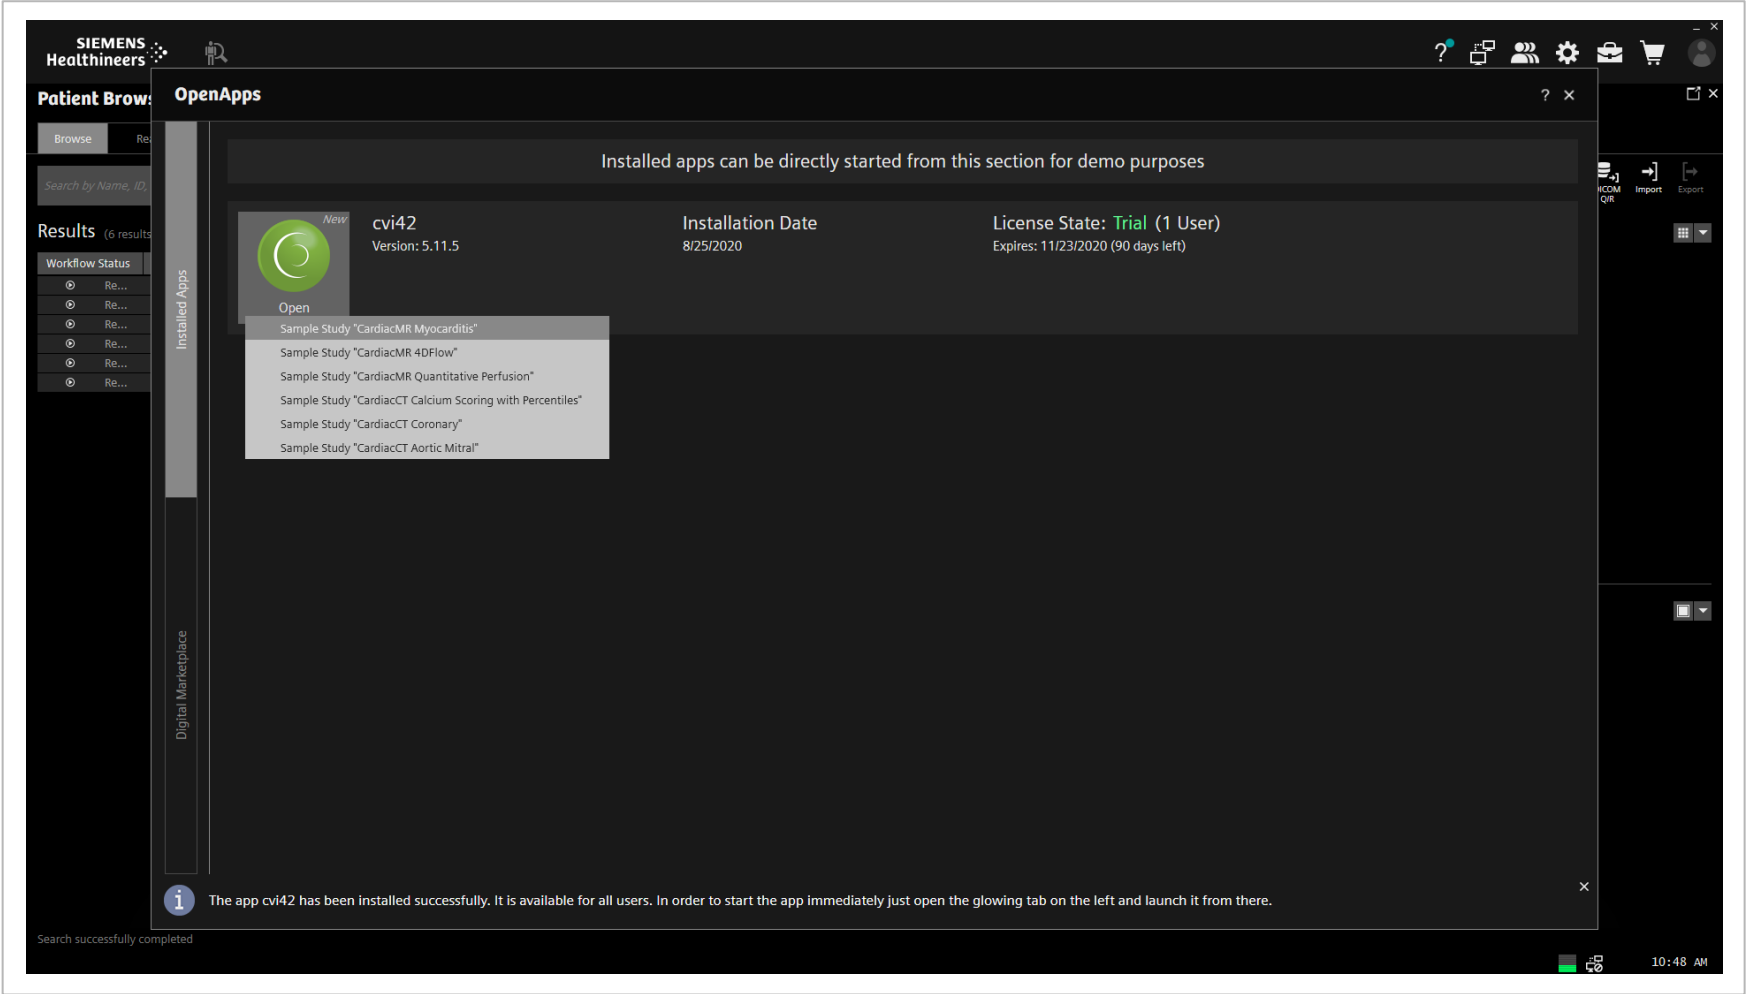 SIEMENS
Healthineers
Patient Brows
OpenApps
?
Browse
Rea
Installed apps can be directly started from this section for demo purposes
Search by Name, ID,
ICOM
Q/R
Import
Export
Results (6 results
New
cvi42
Version: 5.11.5
Open
Installation Date
8/25/2020
License State: Trial (1 User)
Expires: 11/23/2020 (90 days left)
Workflow Status
Re...
Re...
Re...
Re...
Re...
Re...
Installed Apps
Sample Study "CardiacMR Myocarditis"
Sample Study "CardiacMR 4DFlow"
Sample Study "CardiacMR Quantitative Perfusion"
Sample Study "CardiacCT Calcium Scoring with Percentiles"
Sample Study "CardiacCT Coronary"
Sample Study "CardiacCT Aortic Mitral"
Digital Marketplace
The app cvi42 has been installed successfully. It is available for all users. In order to start the app immediately just open the glowing tab on the left and launch it from there.
Search successfully completed
10:48 AM